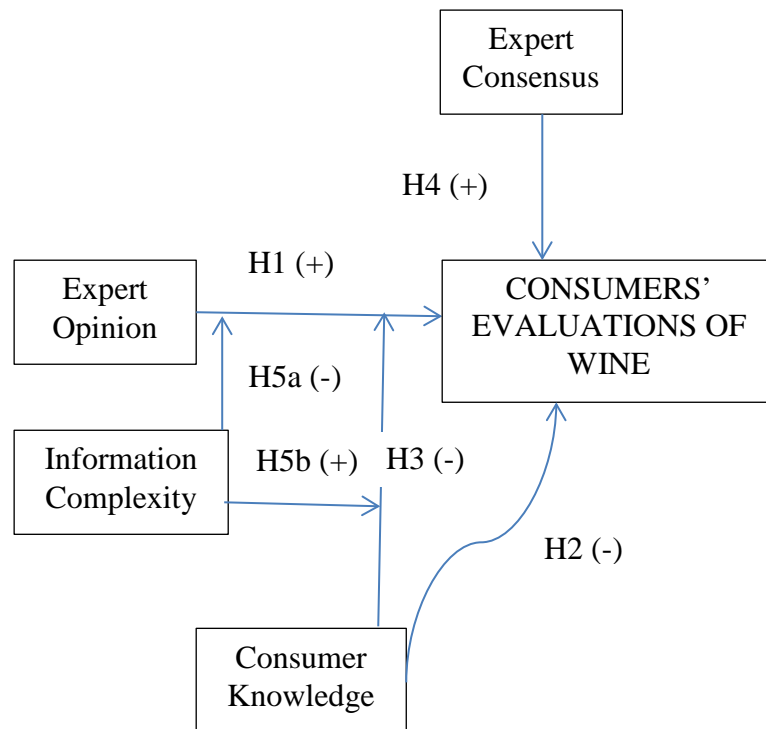 Expert
Consensus
H4 (+)
H1 (+)
Expert
Opinion
CONSUMERS’
EVALUATIONS OF
WINE
H5a (-)
Information
Complexity
H5b (+)
H3 (-)
H2 (-)
Consumer
Knowledge